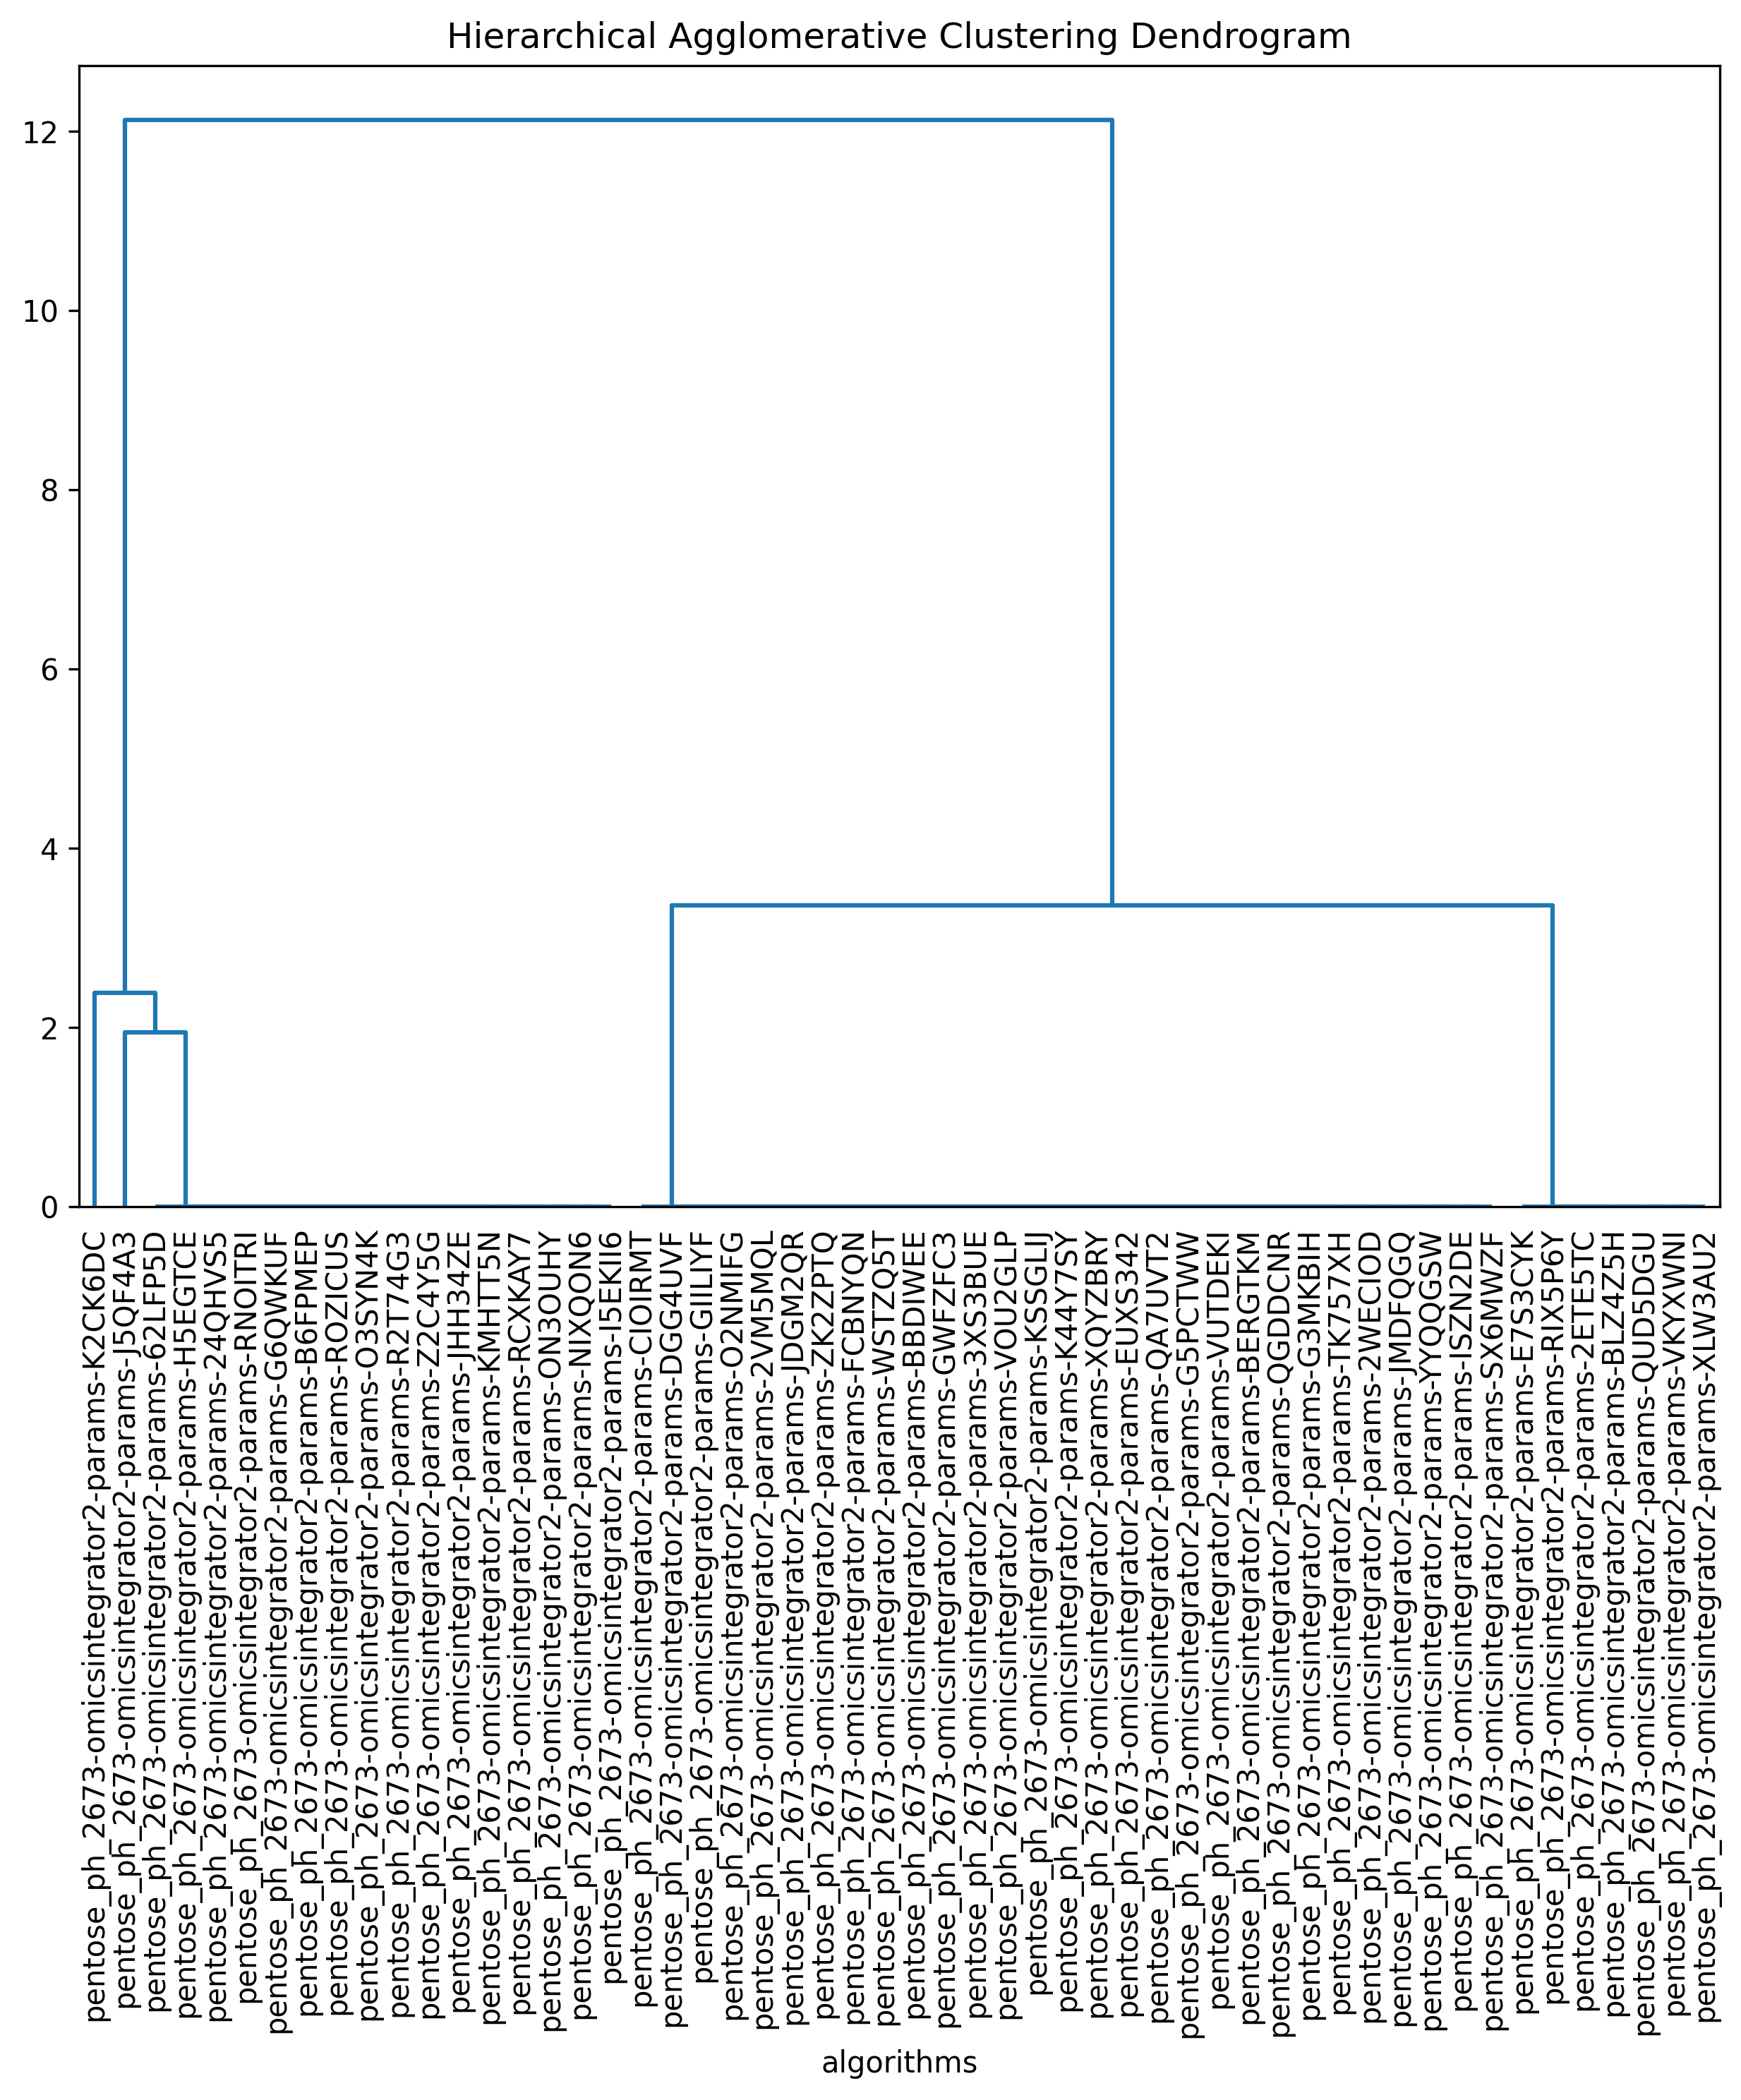 Hierarchical Agglomerative Clustering Dendrogram
12
10
8
6
4
2
0
pentose_ph_2673-omicsintegrator2-params-K2CK6DC
pentose_ph_2673-omicsintegrator2-params-J5QF4A3
pentose_ph_2673-omicsintegrator2-params-62LFP5D
pentose_ph_2673-omicsintegrator2-params-H5EGTCE
pentose_ph_2673-omicsintegrator2-params-24QHVS5
pentose_ph_2673-omicsintegrator2-params-RNOITRI
pentose_ph_2673-omicsintegrator2-params-G6QWKUF
pentose_ph_2673-omicsintegrator2-params-B6FPMEP
pentose_ph_2673-omicsintegrator2-params-ROZICUS
pentose_ph_2673-omicsintegrator2-params-O3SYN4K
pentose_ph_2673-omicsintegrator2-params-R2T74G3
pentose_ph_2673-omicsintegrator2-params-Z2C4Y5G
pentose_ph_2673-omicsintegrator2-params-JHH34ZE
pentose_ph_2673-omicsintegrator2-params-KMHTT5N
pentose_ph_2673-omicsintegrator2-params-RCXKAY7
pentose_ph_2673-omicsintegrator2-params-ON3OUHY
pentose_ph_2673-omicsintegrator2-params-NIXQON6
pentose_ph_2673-omicsintegrator2-params-I5EKII6
pentose_ph_2673-omicsintegrator2-params-CIOIRMT
pentose_ph_2673-omicsintegrator2-params-DGG4UVF
pentose_ph_2673-omicsintegrator2-params-GIILIYF
pentose_ph_2673-omicsintegrator2-params-O2NMIFG
pentose_ph_2673-omicsintegrator2-params-2VM5MQL
pentose_ph_2673-omicsintegrator2-params-JDGM2QR
pentose_ph_2673-omicsintegrator2-params-ZK2ZPTQ
pentose_ph_2673-omicsintegrator2-params-FCBNYQN
pentose_ph_2673-omicsintegrator2-params-WSTZQ5T
pentose_ph_2673-omicsintegrator2-params-BBDIWEE
pentose_ph_2673-omicsintegrator2-params-GWFZFC3
pentose_ph_2673-omicsintegrator2-params-3XS3BUE
pentose_ph_2673-omicsintegrator2-params-VOU2GLP
pentose_ph_2673-omicsintegrator2-params-KSSGLIJ
pentose_ph_2673-omicsintegrator2-params-K44Y7SY
pentose_ph_2673-omicsintegrator2-params-XQYZBRY
pentose_ph_2673-omicsintegrator2-params-EUXS342
pentose_ph_2673-omicsintegrator2-params-QA7UVT2
pentose_ph_2673-omicsintegrator2-params-G5PCTWW
pentose_ph_2673-omicsintegrator2-params-VUTDEKI
pentose_ph_2673-omicsintegrator2-params-BERGTKM
pentose_ph_2673-omicsintegrator2-params-QGDDCNR
pentose_ph_2673-omicsintegrator2-params-G3MKBIH
pentose_ph_2673-omicsintegrator2-params-TK757XH
pentose_ph_2673-omicsintegrator2-params-2WECIOD
pentose_ph_2673-omicsintegrator2-params-JMDFQGQ
pentose_ph_2673-omicsintegrator2-params-YYQQGSW
pentose_ph_2673-omicsintegrator2-params-ISZN2DE
pentose_ph_2673-omicsintegrator2-params-SX6MWZF
pentose_ph_2673-omicsintegrator2-params-E7S3CYK
pentose_ph_2673-omicsintegrator2-params-RIX5P6Y
pentose_ph_2673-omicsintegrator2-params-2ETE5TC
pentose_ph_2673-omicsintegrator2-params-BLZ4Z5H
pentose_ph_2673-omicsintegrator2-params-QUD5DGU
pentose_ph_2673-omicsintegrator2-params-VKYXWNI
pentose_ph_2673-omicsintegrator2-params-XLW3AU2
algorithms